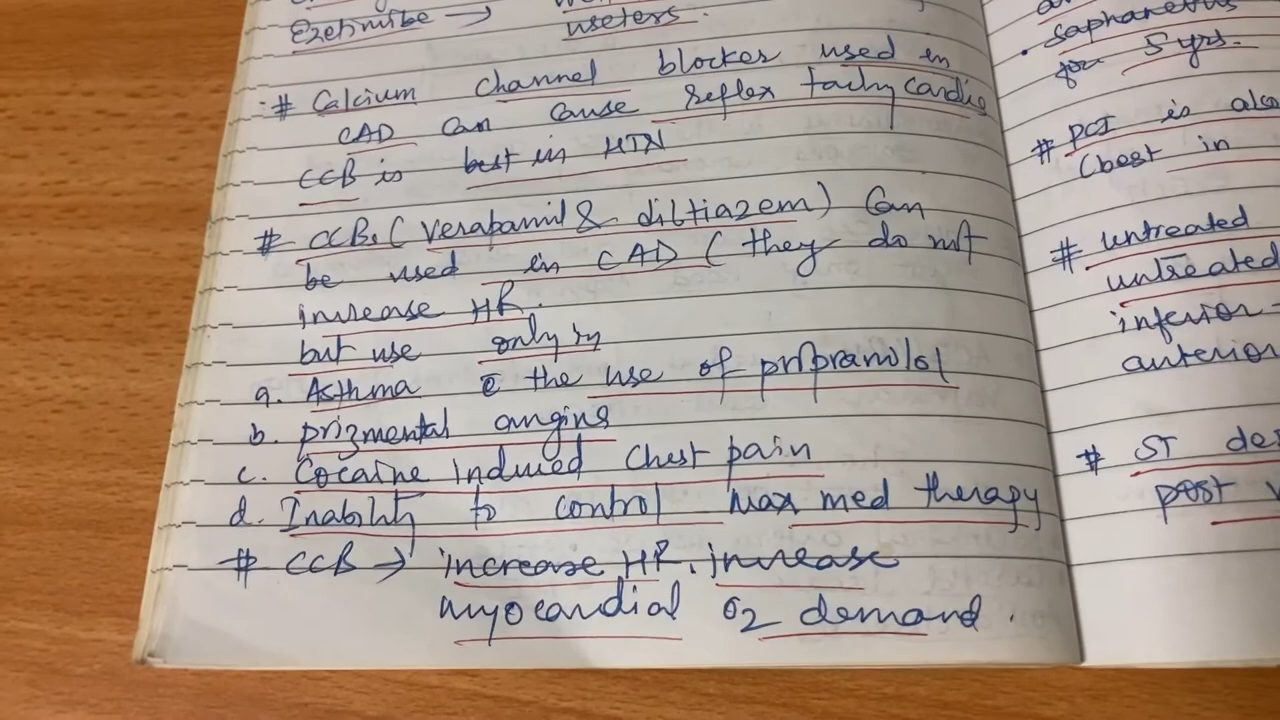 Ezetimibe →
useters.
# Calcium channel blocker used in
CAD can cause reflex tachycardia
CCB is best in HTN
# CCBs (verapamil & diltiazem) Can
be used in CAD (they do not
increase HR.
but use only in
a. Asthma c̄ the use of propranolol
b. prizmental angina
c. Cocaine induced Chest pain
d. Inability to control max med therapy
# CCB → increase HR, increase
myocardial O2 demand.
for 5 yrs.
# PCI is also
(best in
# untreated
untreated
inferior
anterior
# ST de
post